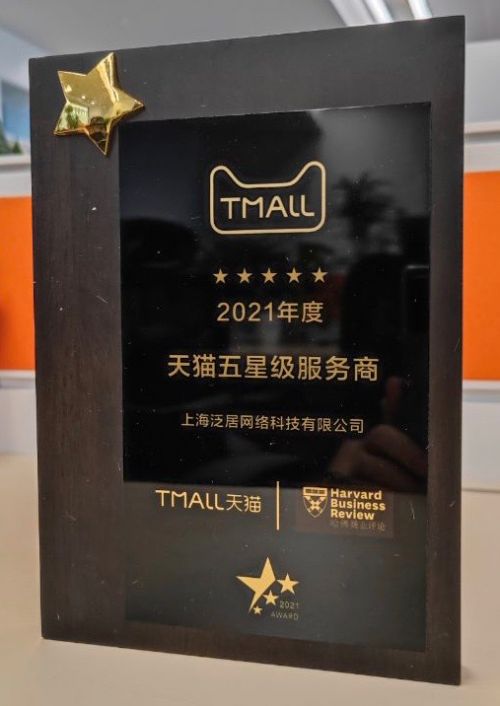 TMALL
2021年度
天猫五星级服务商
上海泛居网络科技有限公司
TMALL天猫
Harvard
Business
Review
哈佛商业评论
2021
AWARD